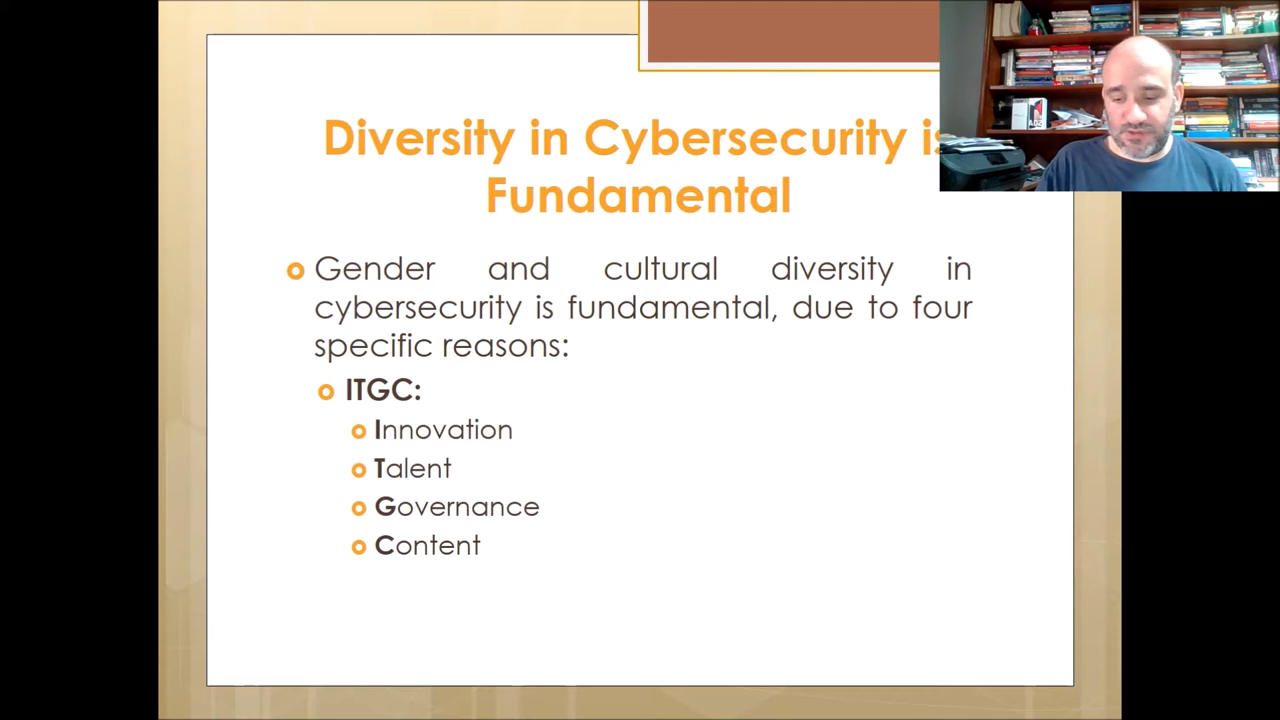 Diversity in Cybersecurity is
Fundamental
Gender and cultural diversity in
cybersecurity is fundamental, due to four
specific reasons:
ITGC:
Innovation
Talent
Governance
Content